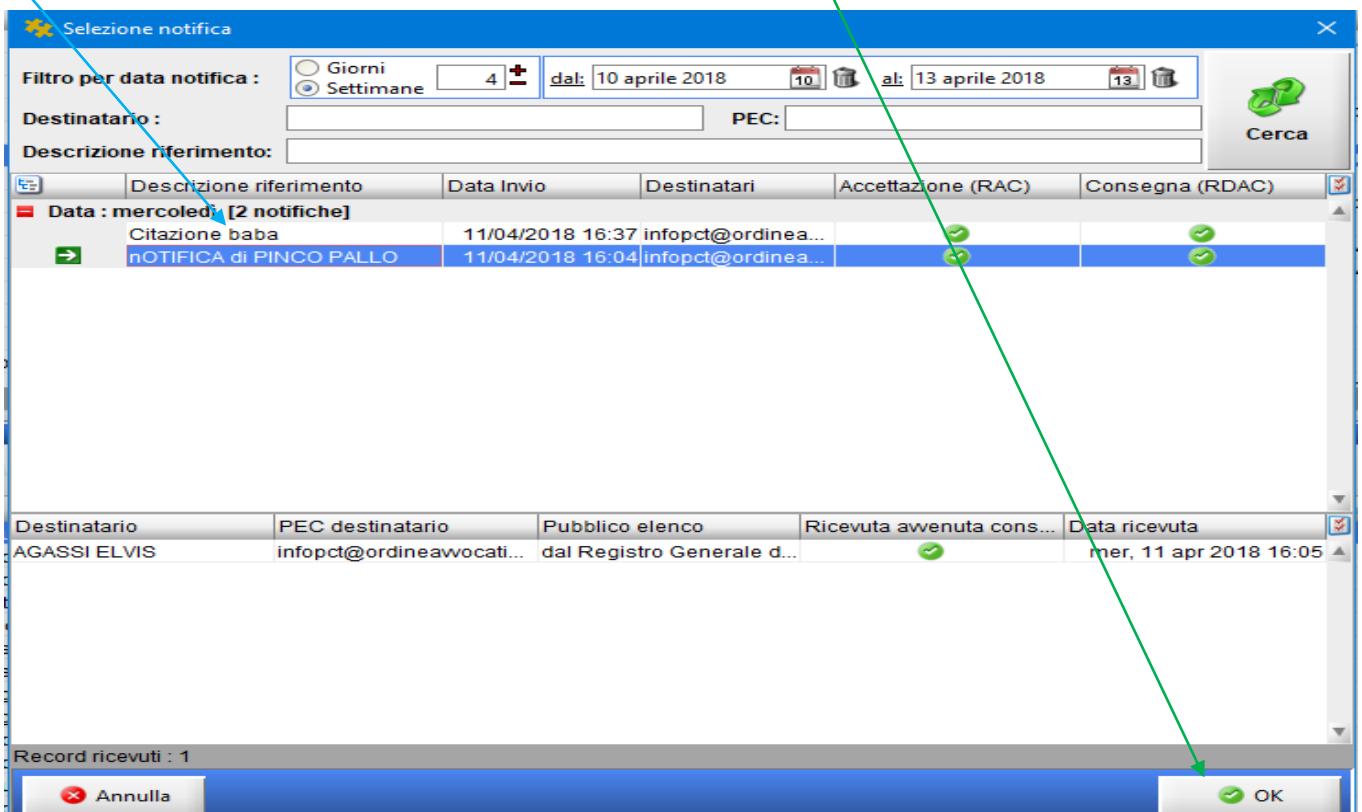 Selezione notifica
Filtro per data notifica : Giorni Settimane 4 dal: 10 aprile 2018 10 al: 13 aprile 2018 13
Destinatario : PEC: Cerca
Descrizione riferimento:
Descrizione riferimento Data Invio Destinatari Accettazione (RAC) Consegna (RDAC)
Data : mercoledì, [2 notifiche]
Citazione baba 11/04/2018 16:37 infopct@ordinea...
nOTIFICA di PINCO PALLO 11/04/2018 16:04 infopct@ordinea...
Destinatario PEC destinatario Pubblico elenco Ricevuta avvenuta cons... Data ricevuta
AGASSI ELVIS infopct@ordineavvocati... dal Registro Generale d... mer, 11 apr 2018 16:05
Record ricevuti : 1
Annulla OK